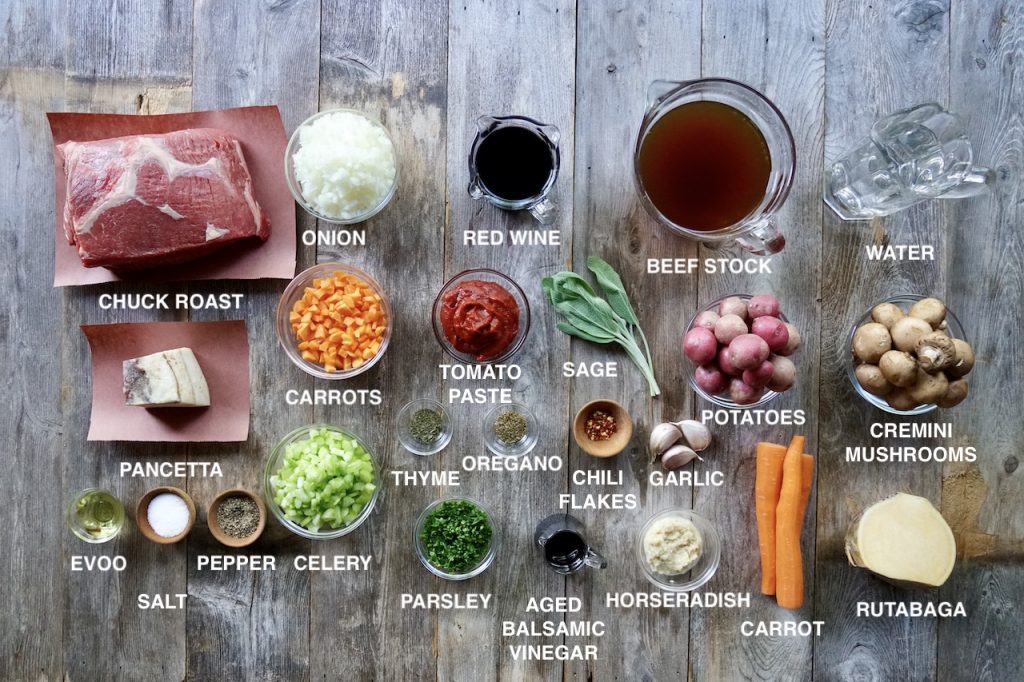 ONION
RED WINE
BEEF STOCK
WATER
CHUCK ROAST
CARROTS
TOMATO
PASTE
SAGE
POTATOES
CREMINI
MUSHROOMS
PANCETTA
THYME
OREGANO
CHILI
FLAKES
GARLIC
EVOO
SALT
PEPPER
CELERY
PARSLEY
AGED
BALSAMIC
VINEGAR
HORSERADISH
CARROT
RUTABAGA